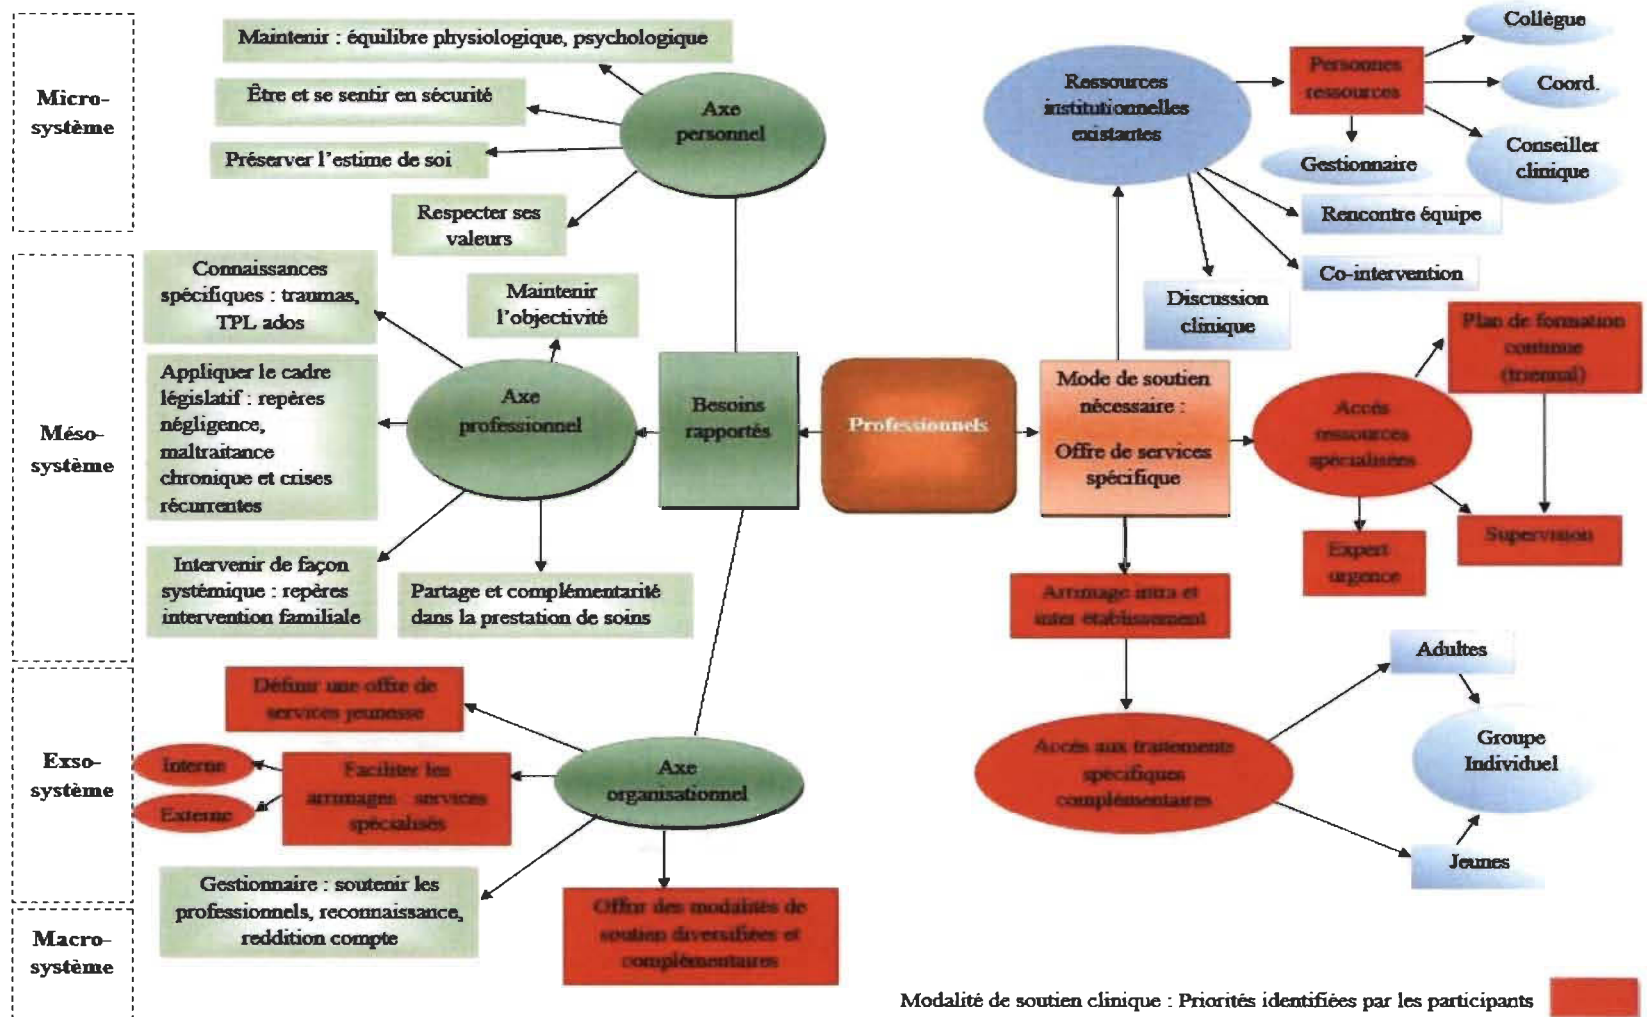 Micro-
système
Maintenir : équilibre physiologique, psychologique
Être et se sentir en sécurité
Préserver l'estime de soi
Respecter ses
valeurs
Axe
personnel
Ressources
institutionnelles
existantes
Personnes
ressources
Collègue
Coord.
Conseiller
clinique
Gestionnaire
Rencontre équipe
Co-intervention
Discussion
clinique
Méso-
système
Connaissances
spécifiques : traumas,
TPL ados
Maintenir
l'objectivité
Appliquer le cadre
législatif : repères
négligence,
maltraitance
chronique et crises
récurrentes
Axe
professionnel
Besoins
rapportés
Professionnels
Mode de soutien
nécessaire :
Offre de services
spécifique
Accès
ressources
spécialisées
Plan de formation
continue
(triennal)
Supervision
Expert
urgence
Intervenir de façon
systémique : repères
intervention familiale
Partage et complémentarité
dans la prestation de soins
Arrimage intra et
inter établissement
Exso-
système
Définir une offre de
services jeunesse
Interne
Externe
Faciliter les
arrimages services
spécialisés
Axe
organisationnel
Accès aux traitements
spécifiques
complémentaires
Adultes
Groupe
Individuel
Jeunes
Macro-
système
Gestionnaire : soutenir les
professionnels, reconnaissance,
reddition compte
Offrir des modalités de
soutien diversifiées et
complémentaires
Modalité de soutien clinique : Priorités identifiées par les participants